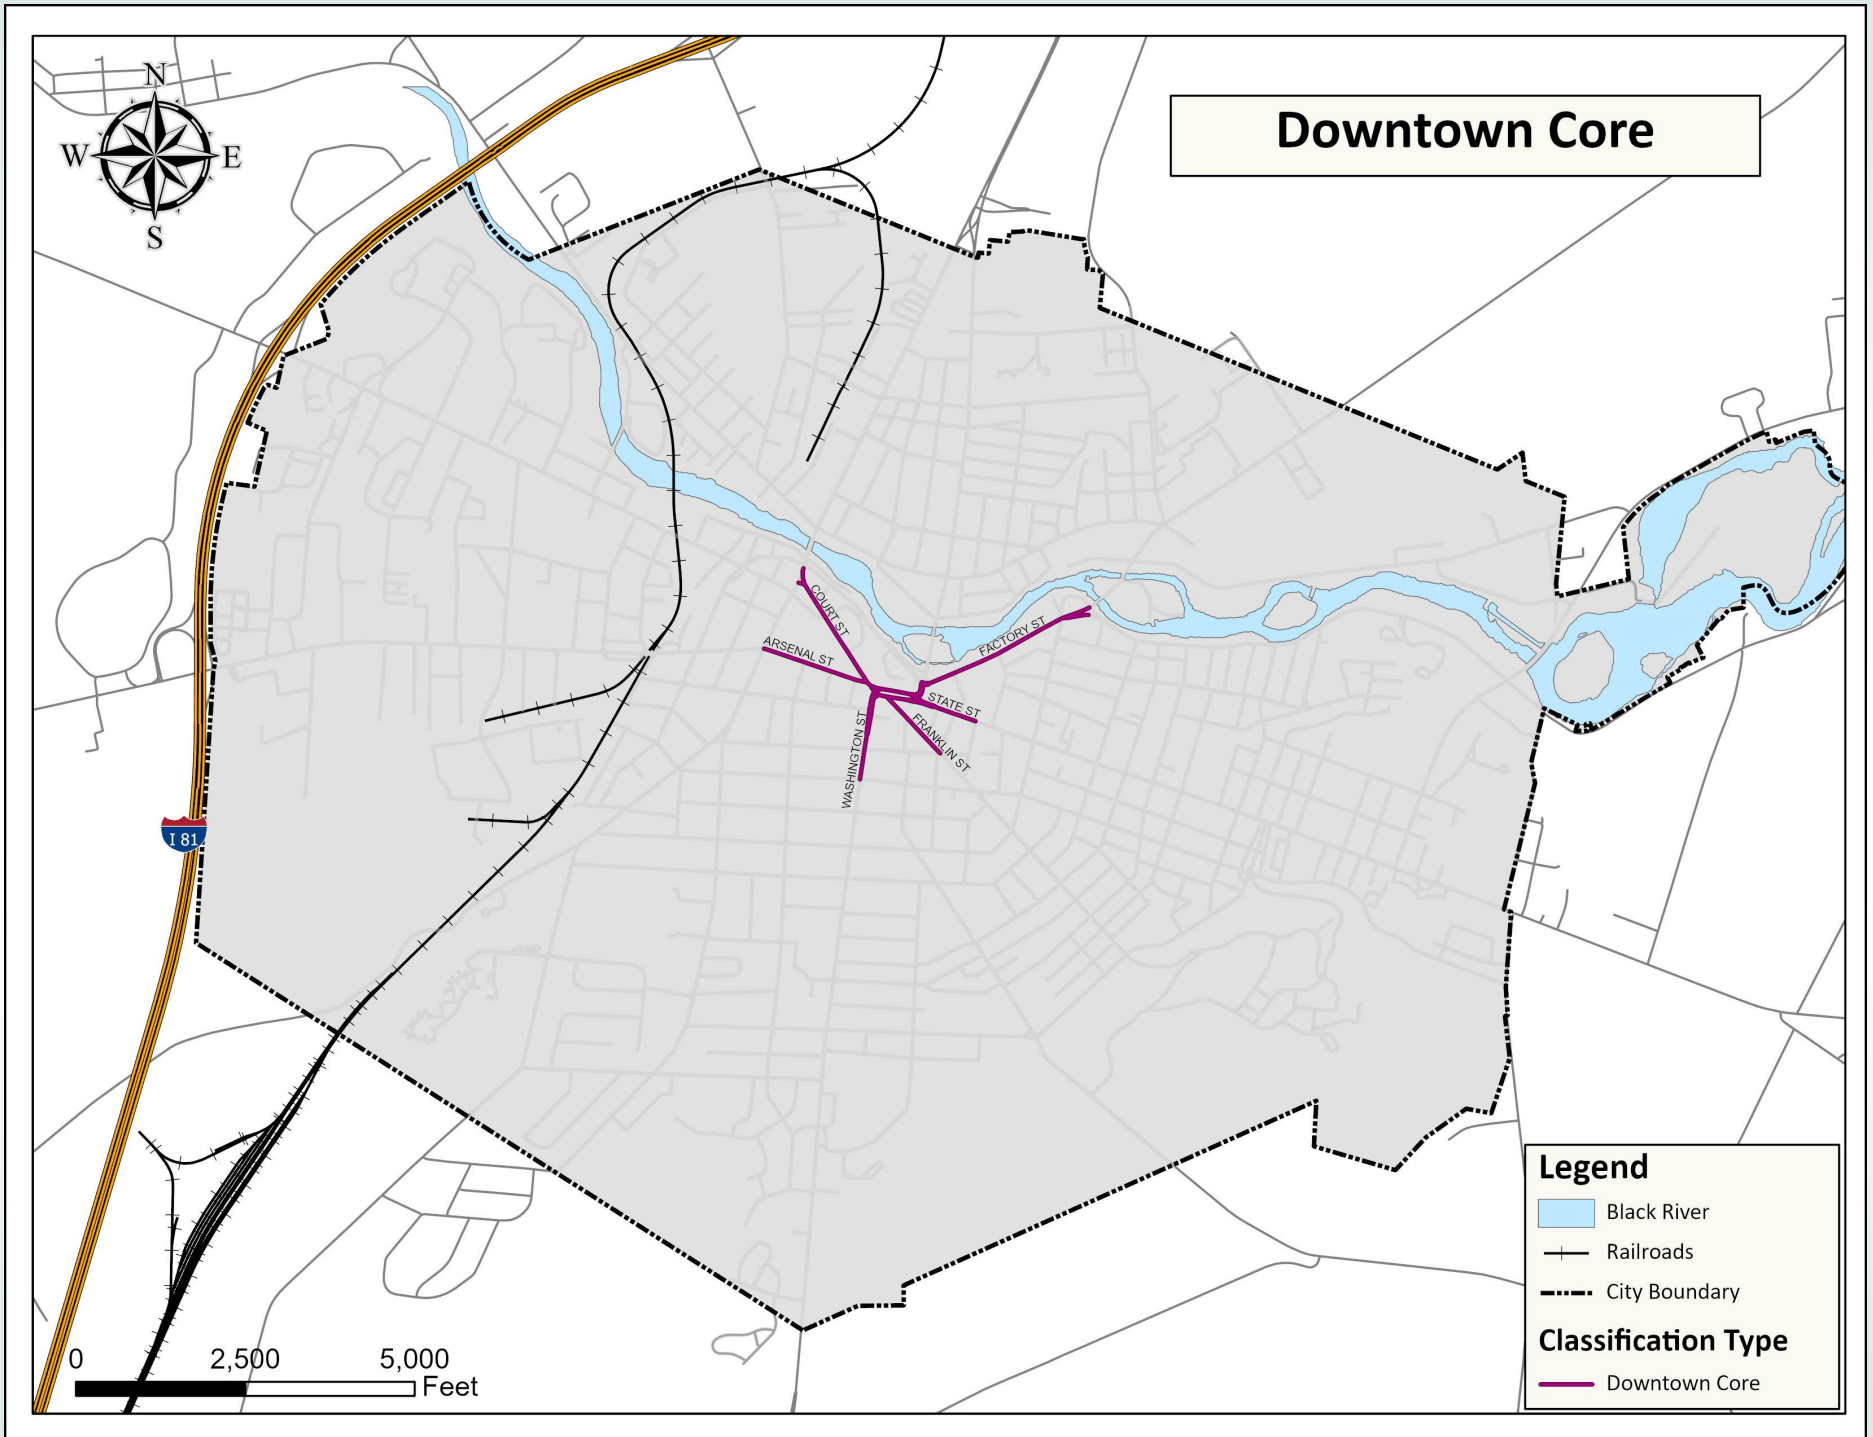 Downtown Core
N
W
E
S
COURT ST
ARSENAL ST
FACTORY ST
STATE ST
FRANKLIN ST
WASHINGTON ST
I 81
Legend
Black River
Railroads
City Boundary
Classification Type
Downtown Core
0 2,500 5,000
Feet